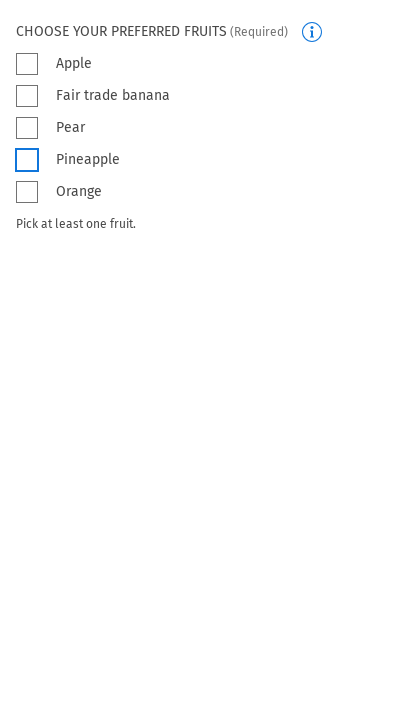 CHOOSE YOUR PREFERRED FRUITS (Required)
Apple
Fair trade banana
Pear
Pineapple
Orange
Pick at least one fruit.